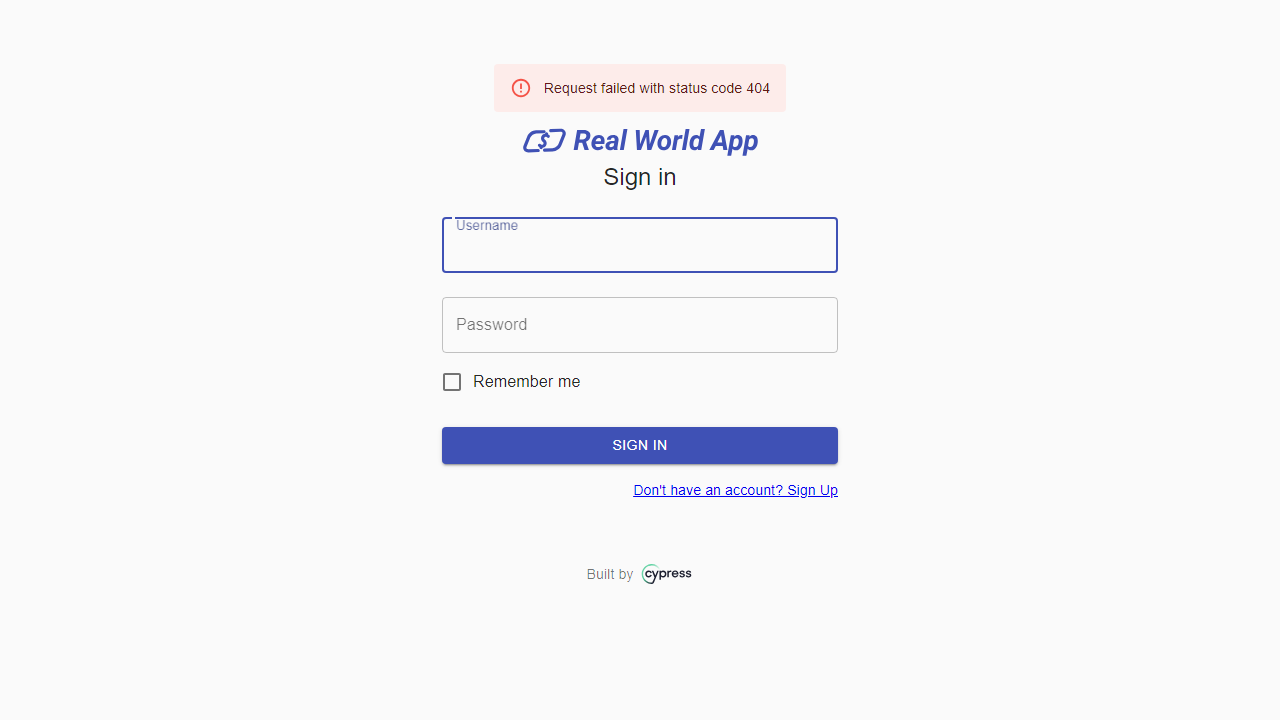 Request failed with status code 404
Real World App
Sign in
Username
Password
Remember me
SIGN IN
Don't have an account? Sign Up
Built by cypress